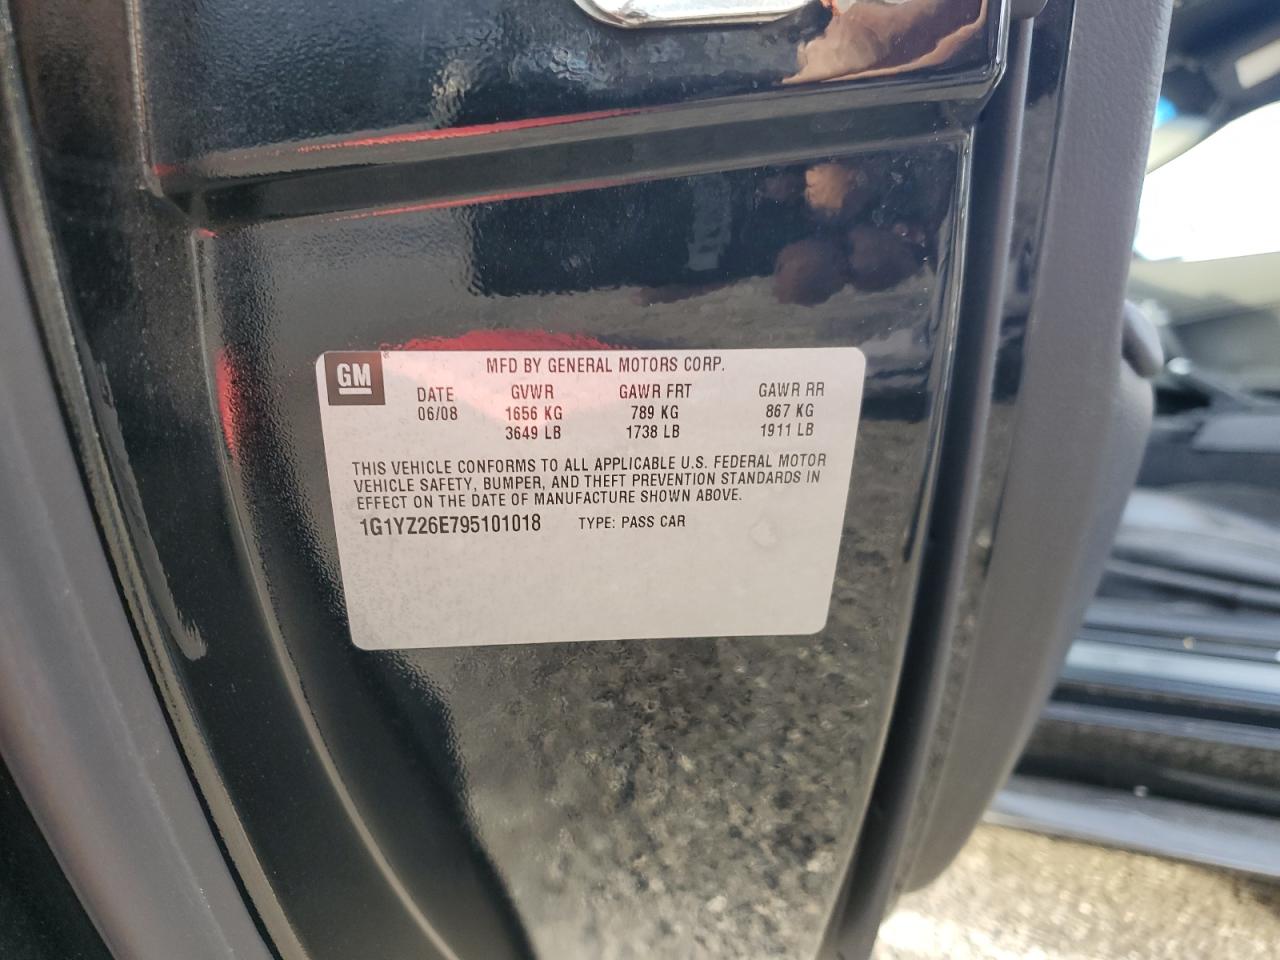 GM
MFD BY GENERAL MOTORS CORP.
DATE GVWR GAWR FRT GAWR RR
06/08 1656 KG 789 KG 867 KG
3649 LB 1738 LB 1911 LB
THIS VEHICLE CONFORMS TO ALL APPLICABLE U.S. FEDERAL MOTOR
VEHICLE SAFETY, BUMPER, AND THEFT PREVENTION STANDARDS IN
EFFECT ON THE DATE OF MANUFACTURE SHOWN ABOVE.
1G1YZ26E795101018 TYPE: PASS CAR